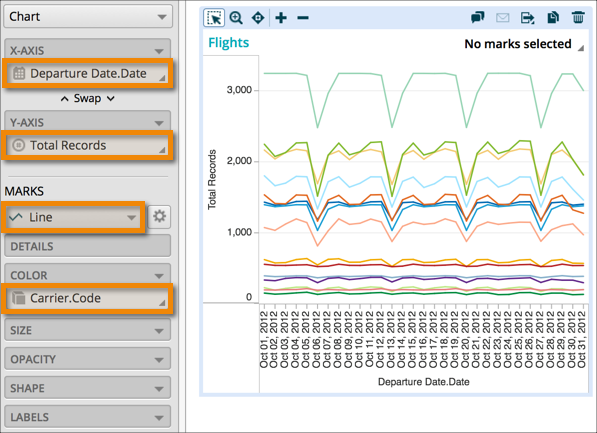 Chart
X-AXIS
Departure Date.Date
Swap
Y-AXIS
Total Records
MARKS
Line
DETAILS
COLOR
Carrier.Code
SIZE
OPACITY
SHAPE
LABELS
Flights
No marks selected
Total Records
3,000
2,000
1,000
0
Oct 01, 2012
Oct 02, 2012
Oct 03, 2012
Oct 04, 2012
Oct 05, 2012
Oct 06, 2012
Oct 07, 2012
Oct 08, 2012
Oct 09, 2012
Oct 10, 2012
Oct 11, 2012
Oct 12, 2012
Oct 13, 2012
Oct 14, 2012
Oct 15, 2012
Oct 16, 2012
Oct 17, 2012
Oct 18, 2012
Oct 19, 2012
Oct 20, 2012
Oct 21, 2012
Oct 22, 2012
Oct 23, 2012
Oct 24, 2012
Oct 25, 2012
Oct 26, 2012
Oct 27, 2012
Oct 28, 2012
Oct 29, 2012
Oct 30, 2012
Oct 31, 2012
Departure Date.Date